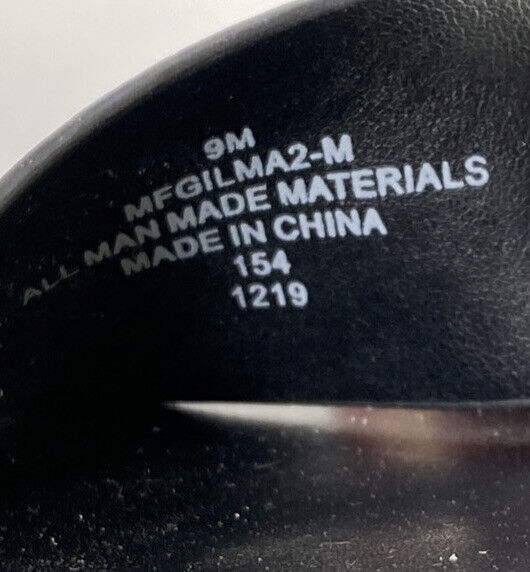 9M
MFGILMA2-M
ALL MAN MADE MATERIALS
MADE IN CHINA
154
1219